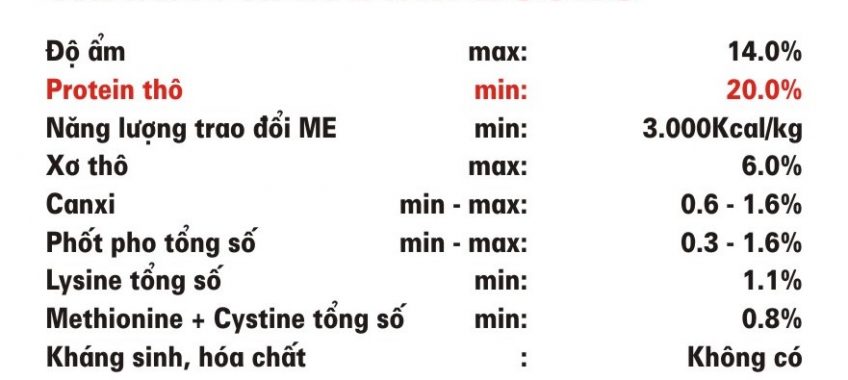 Độ ẩm max: 14.0%
Protein thô min: 20.0%
Năng lượng trao đổi ME min: 3.000Kcal/kg
Xơ thô max: 6.0%
Canxi min - max: 0.6 - 1.6%
Phốt pho tổng số min - max: 0.3 - 1.6%
Lysine tổng số min: 1.1%
Methionine + Cystine tổng số min: 0.8%
Kháng sinh, hóa chất : Không có